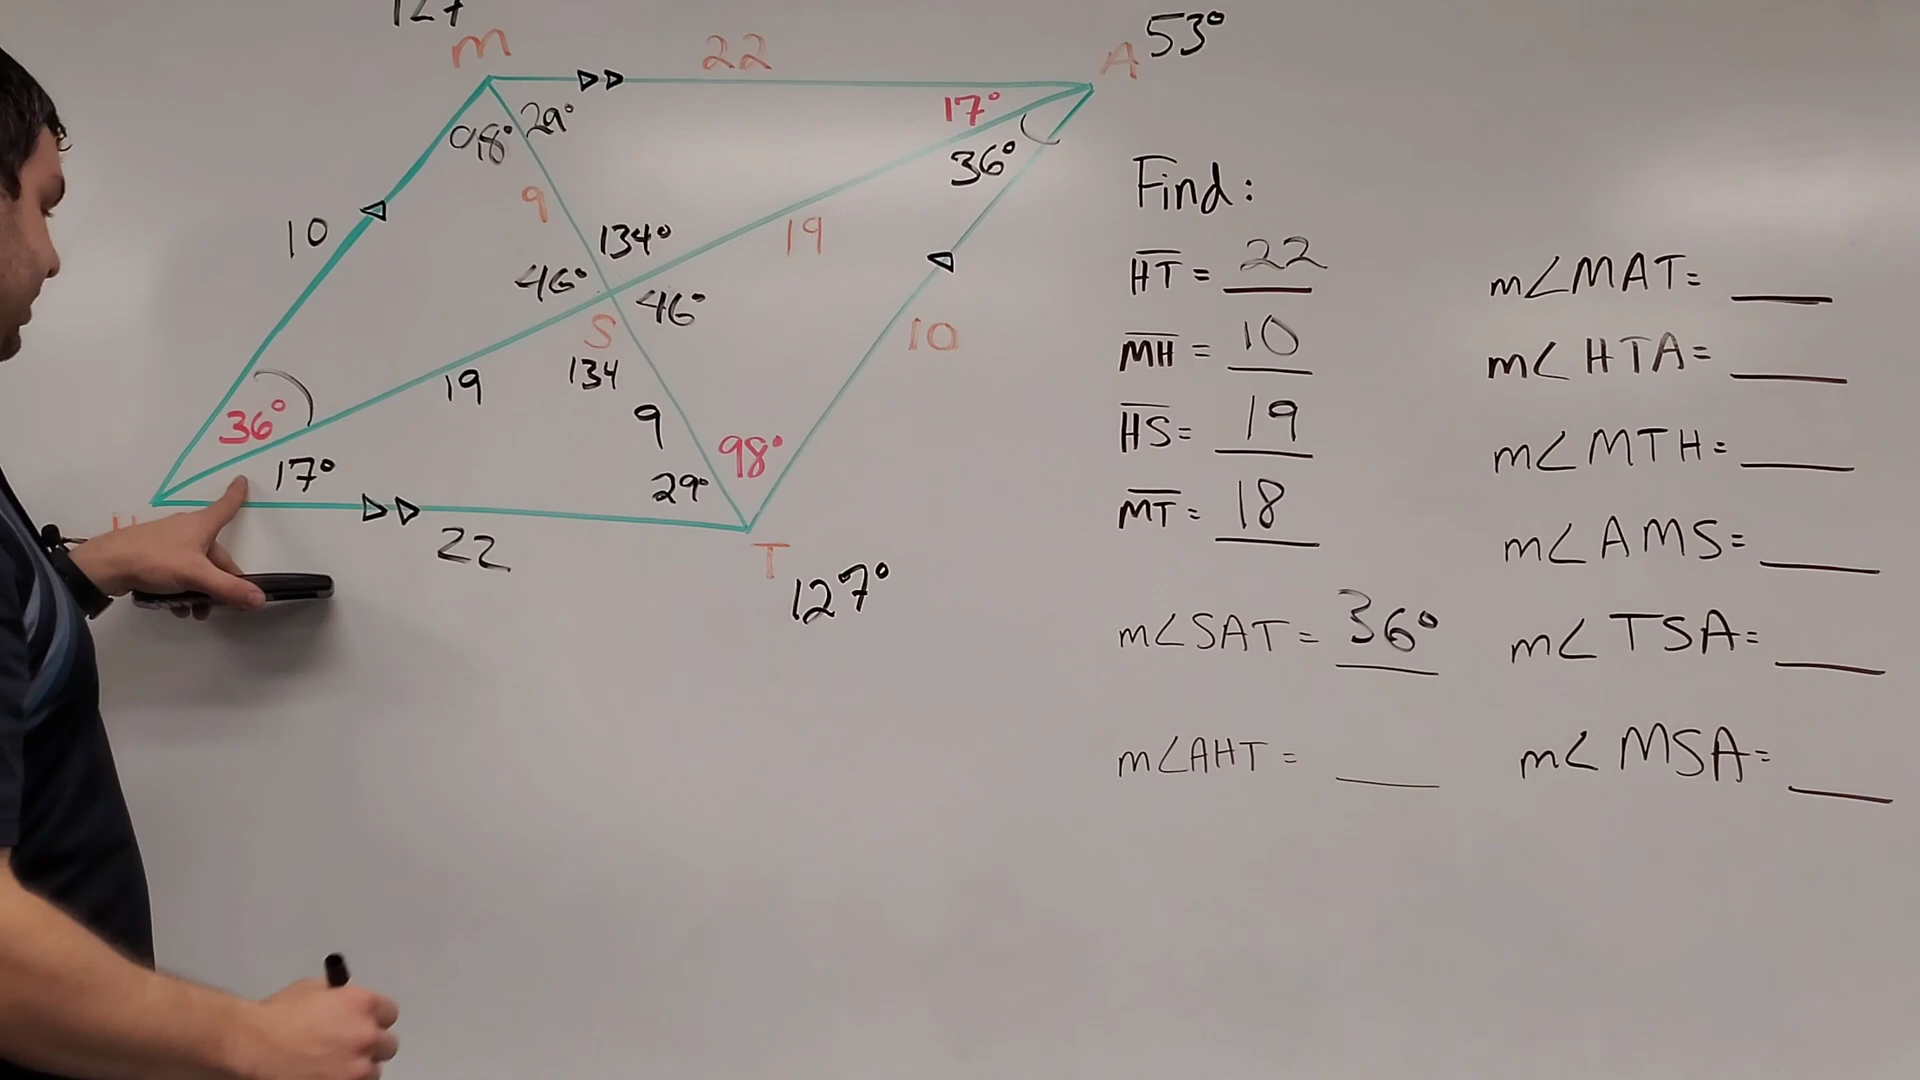 127
M
22
A
53°
98°
29°
17°
36°
10
9
134°
19
46°
46°
S
10
134
36°
19
9
98°
17°
29°
22
T
127°
Find:
HT = 22
MH = 10
HS = 19
MT = 18
m∠SAT = 36°
m∠AHT = ___
m∠MAT = ___
m∠HTA = ___
m∠MTH = ___
m∠AMS = ___
m∠TSA = ___
m∠MSA = ___